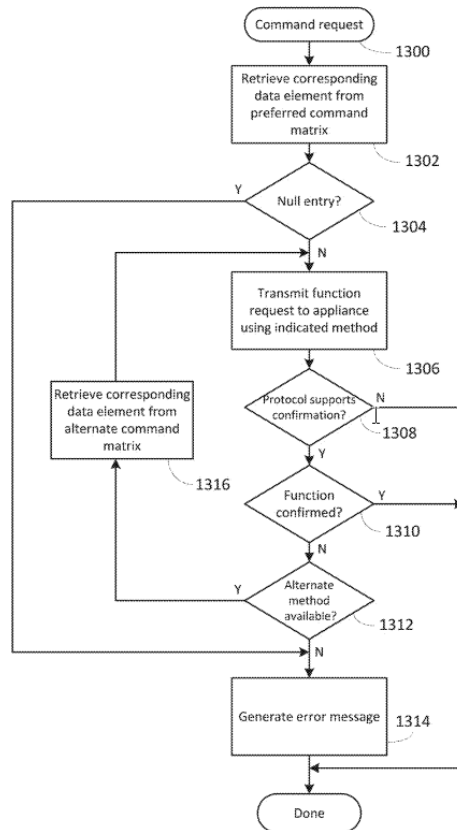 Command request
1300
Retrieve corresponding
data element from
preferred command
matrix
1302
Y
Null entry?
1304
N
Transmit function
request to appliance
using indicated method
1306
Retrieve corresponding
data element from
alternate command
matrix
1316
Protocol supports
confirmation?
N
1308
Y
Function
confirmed?
Y
1310
N
Y
Alternate
method
available?
1312
N
Generate error message
1314
Done